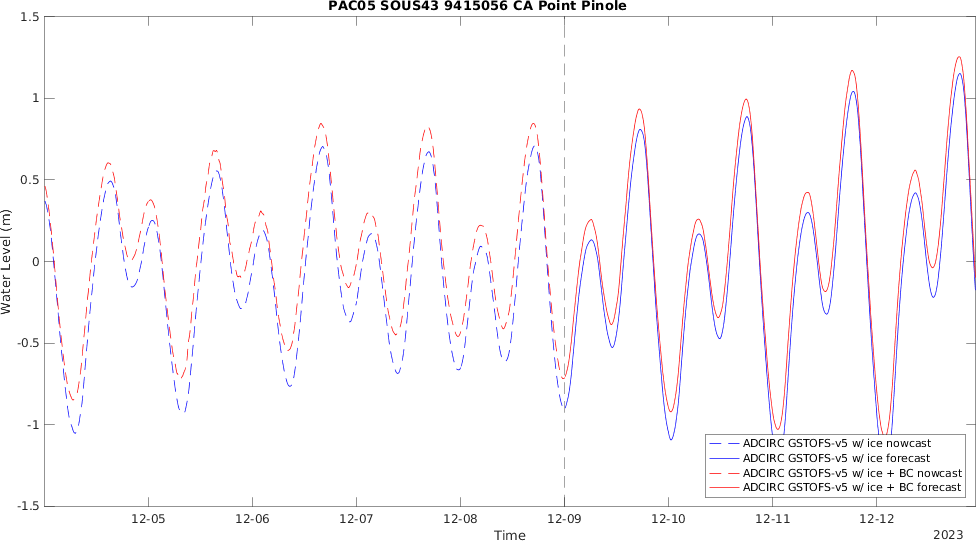 PAC05 SOUS43 9415056 CA Point Pinole
1.5
1
0.5
0
-0.5
-1
-1.5
Water Level (m)
12-05
12-06
12-07
12-08
12-09
12-10
12-11
12-12
Time
2023
ADCIRC GSTOFS-v5 w/ ice nowcast
ADCIRC GSTOFS-v5 w/ ice forecast
ADCIRC GSTOFS-v5 w/ ice + BC nowcast
ADCIRC GSTOFS-v5 w/ ice + BC forecast